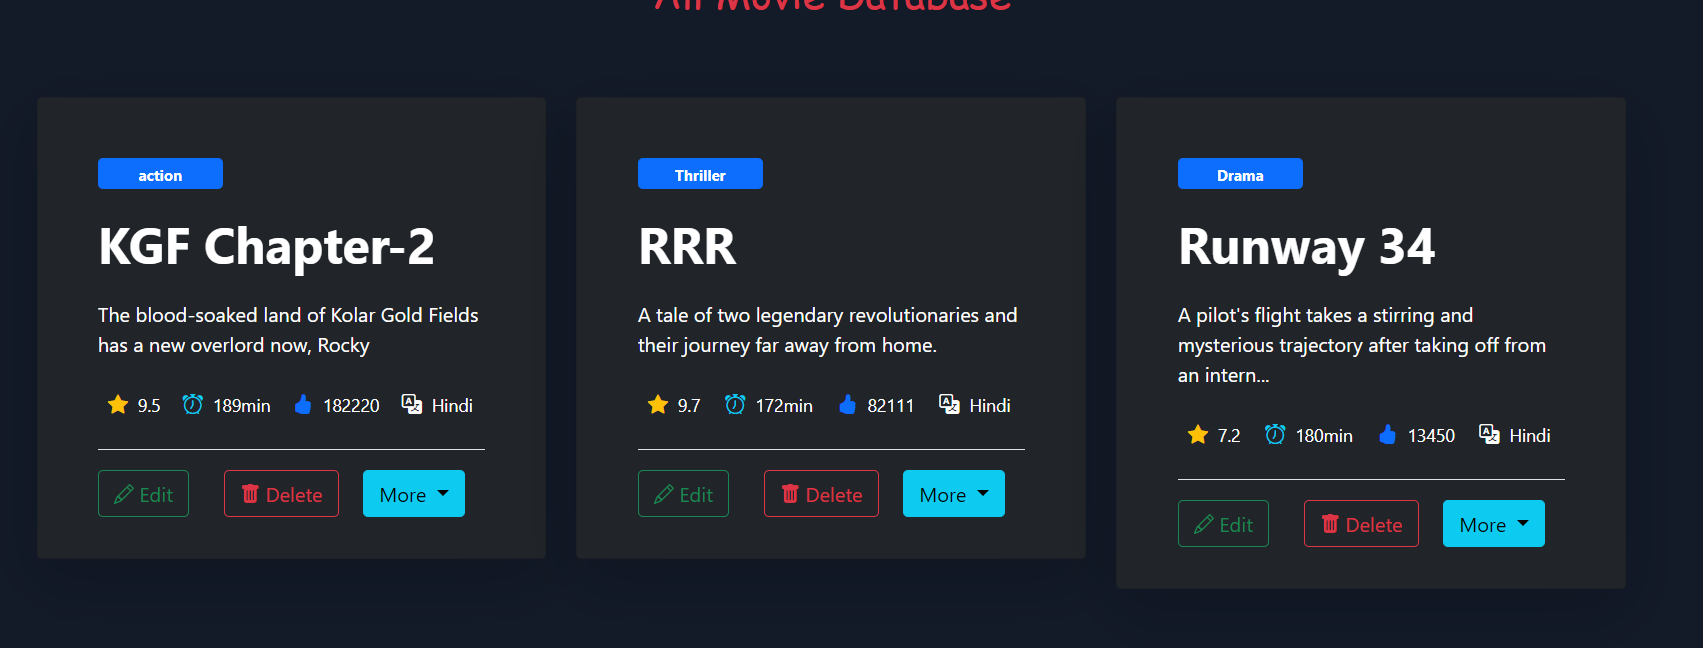 All Movie Database
action
KGF Chapter-2
The blood-soaked land of Kolar Gold Fields
has a new overlord now, Rocky
9.5 189min 182220 Hindi
Edit Delete More
Thriller
RRR
A tale of two legendary revolutionaries and
their journey far away from home.
9.7 172min 82111 Hindi
Edit Delete More
Drama
Runway 34
A pilot's flight takes a stirring and
mysterious trajectory after taking off from
an intern...
7.2 180min 13450 Hindi
Edit Delete More